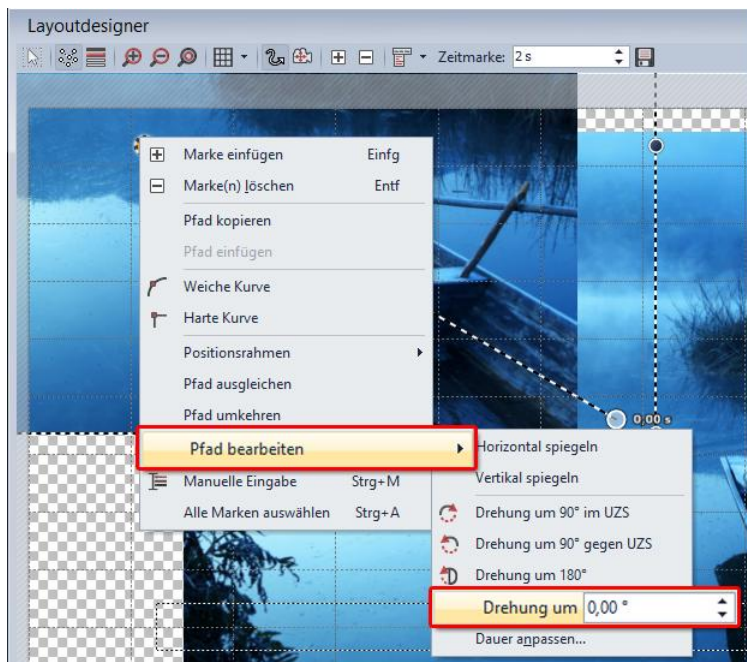 Layoutdesigner
Zeitmarke: 2 s
Marke einfügen Einfg
Marke(n) löschen Entf
Pfad kopieren
Pfad einfügen
Weiche Kurve
Harte Kurve
Positionsrahmen
Pfad ausgleichen
Pfad umkehren
0,00 s
Pfad bearbeiten
Horizontal spiegeln
Manuelle Eingabe Strg+M
Vertikal spiegeln
Alle Marken auswählen Strg+A
Drehung um 90° im UZS
Drehung um 90° gegen UZS
Drehung um 180°
Drehung um 0,00 °
Dauer anpassen...